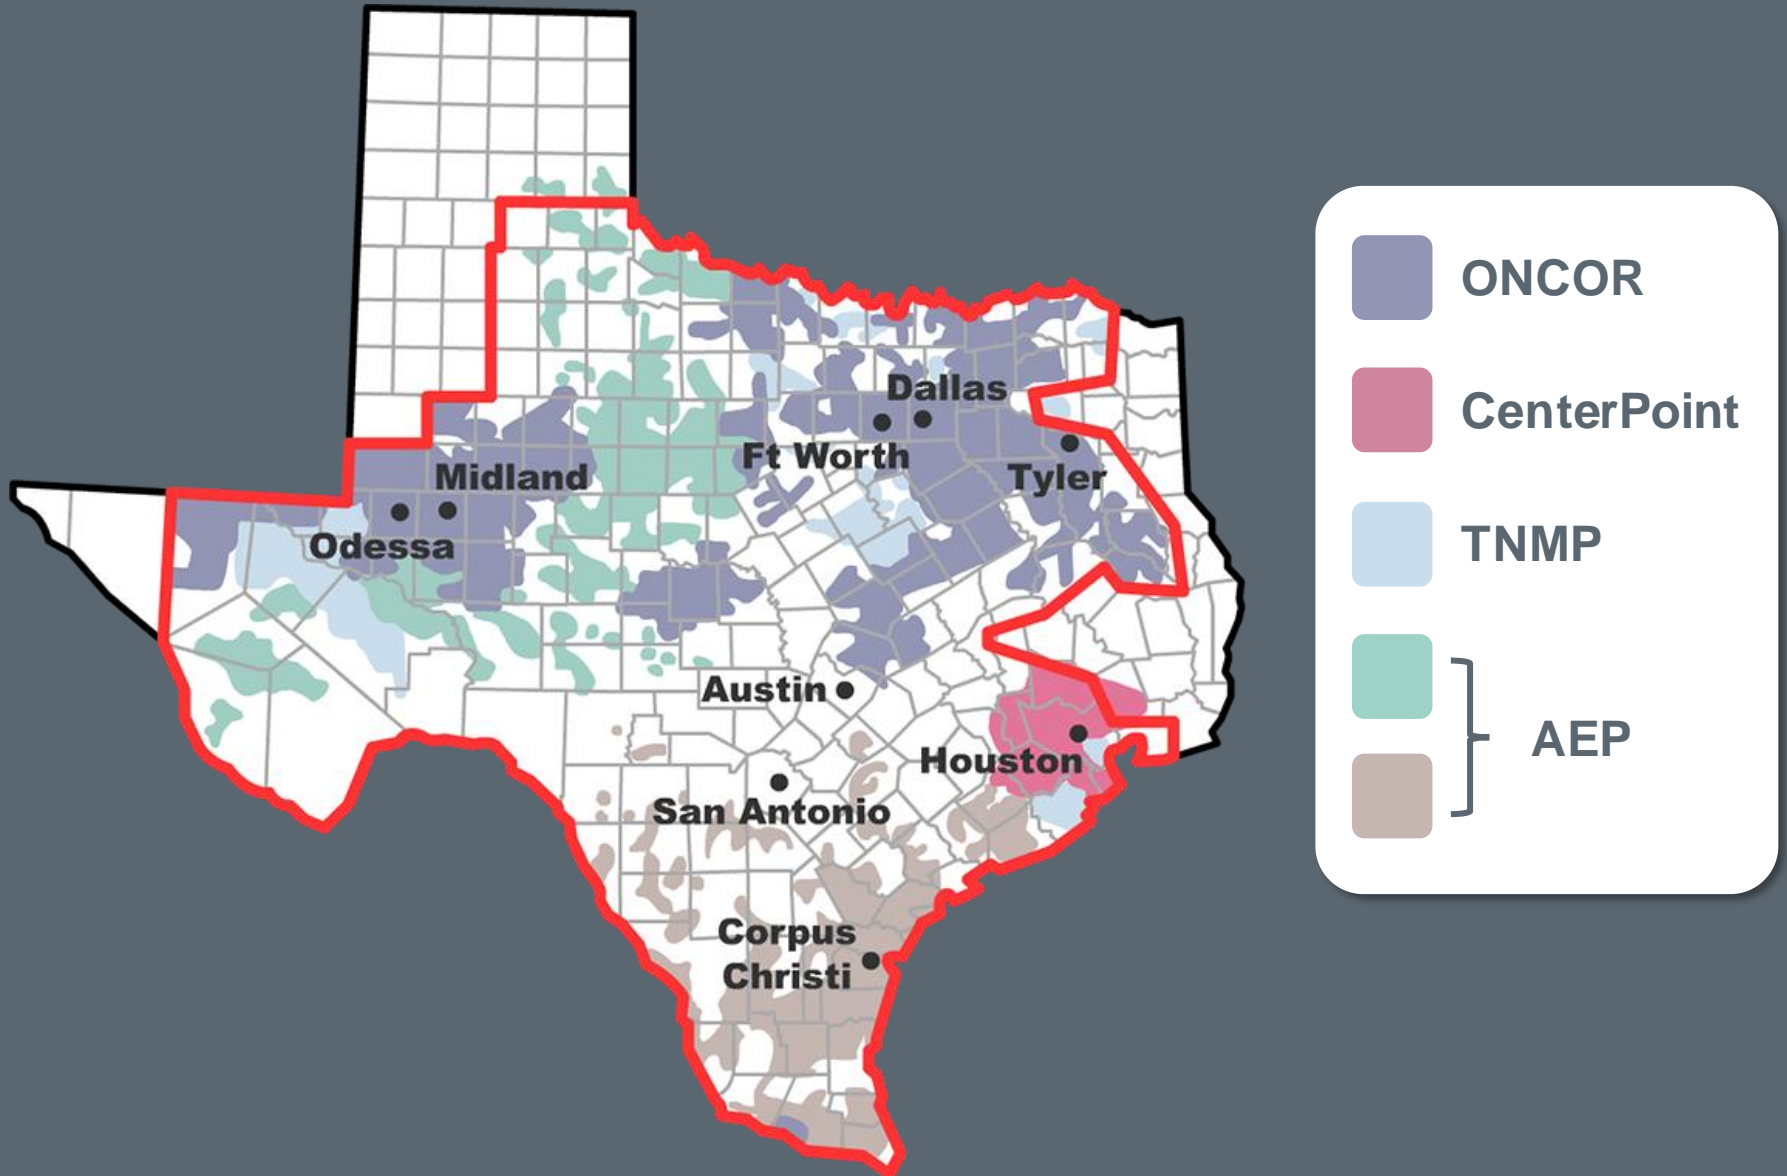 Dallas
Ft Worth
Tyler
Midland
Odessa
Austin
Houston
San Antonio
Corpus
Christi
ONCOR
CenterPoint
TNMP
AEP